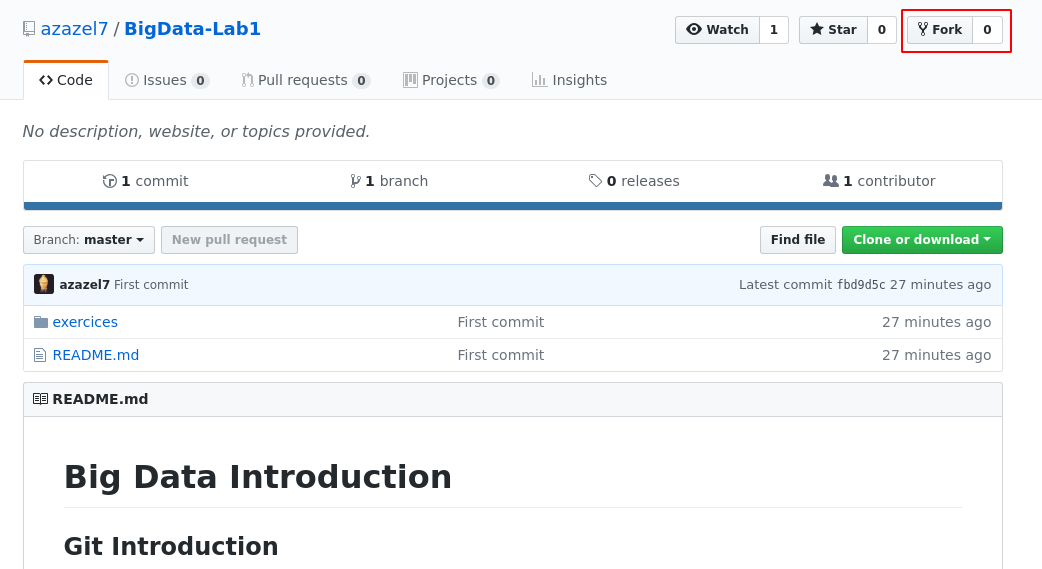 azazel7 / BigData-Lab1 Watch 1 Star 0 Fork 0
Code Issues 0 Pull requests 0 Projects 0 Insights
No description, website, or topics provided.
1 commit 1 branch 0 releases 1 contributor
Branch: master New pull request Find file Clone or download
azazel7 First commit Latest commit fbd9d5c 27 minutes ago
exercices First commit 27 minutes ago
README.md First commit 27 minutes ago
README.md
Big Data Introduction
Git Introduction